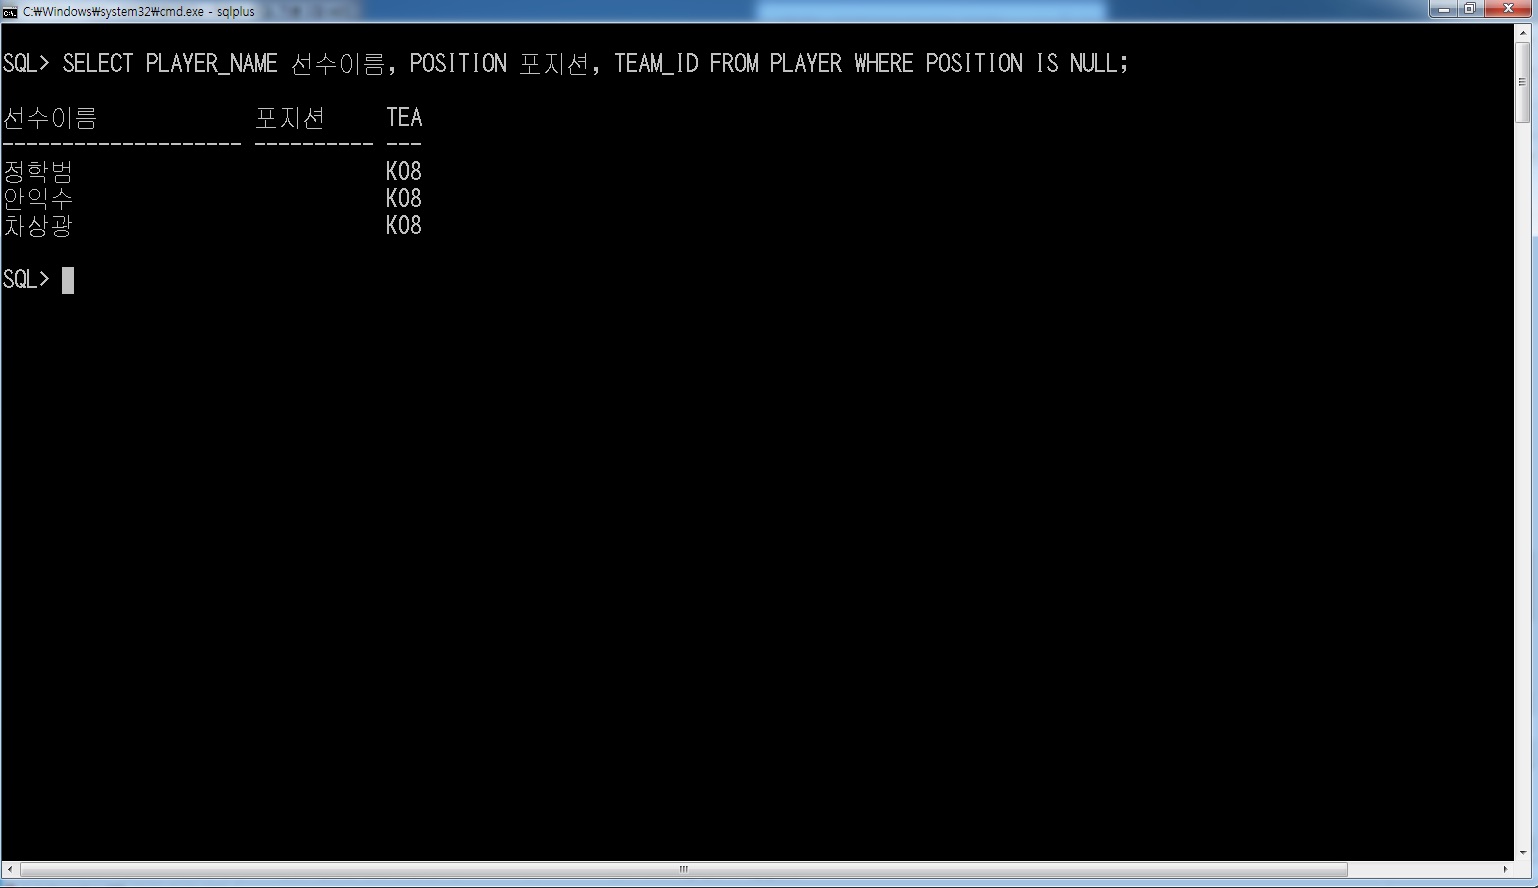 C:₩Windows₩system32₩cmd.exe - sqlplus
SQL> SELECT PLAYER_NAME 선수이름, POSITION 포지션, TEAM_ID FROM PLAYER WHERE POSITION IS NULL;
선수이름 포지션 TEA
-------------------- ---------- ---
정학범 K08
안익수 K08
차상광 K08
SQL>